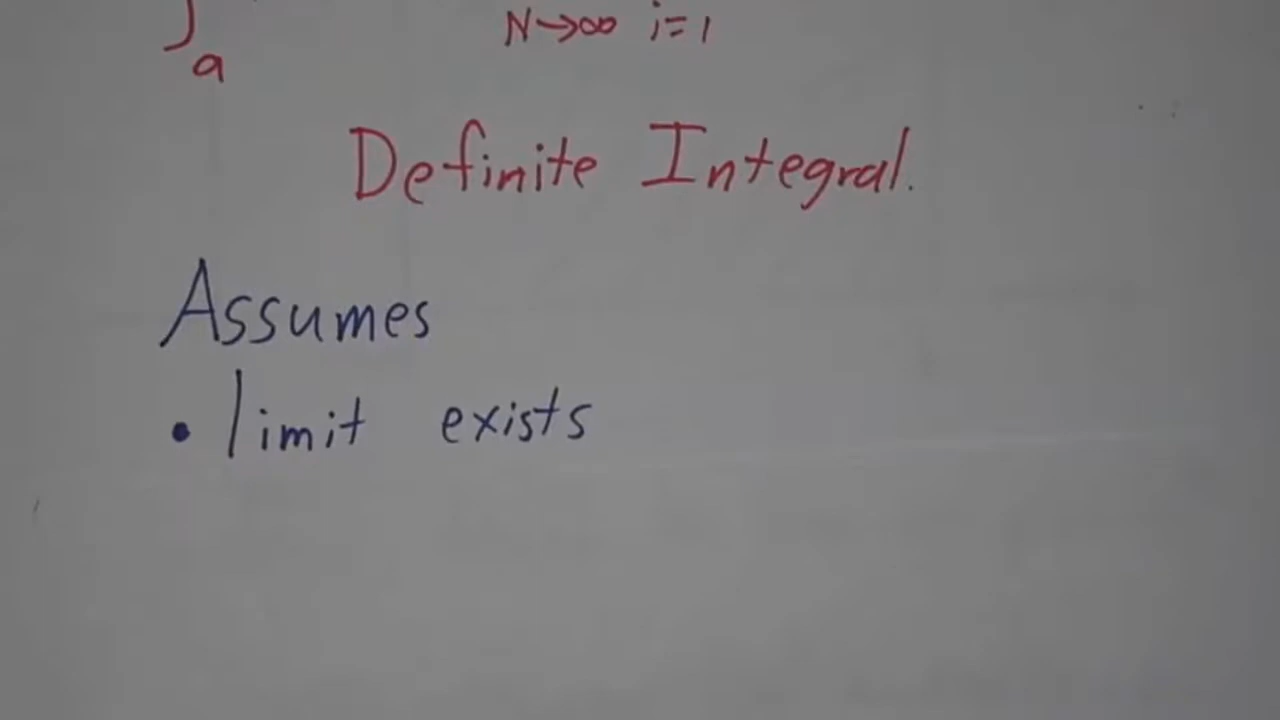 ∫a N→∞ i=1
Definite Integral.
Assumes
• limit exists